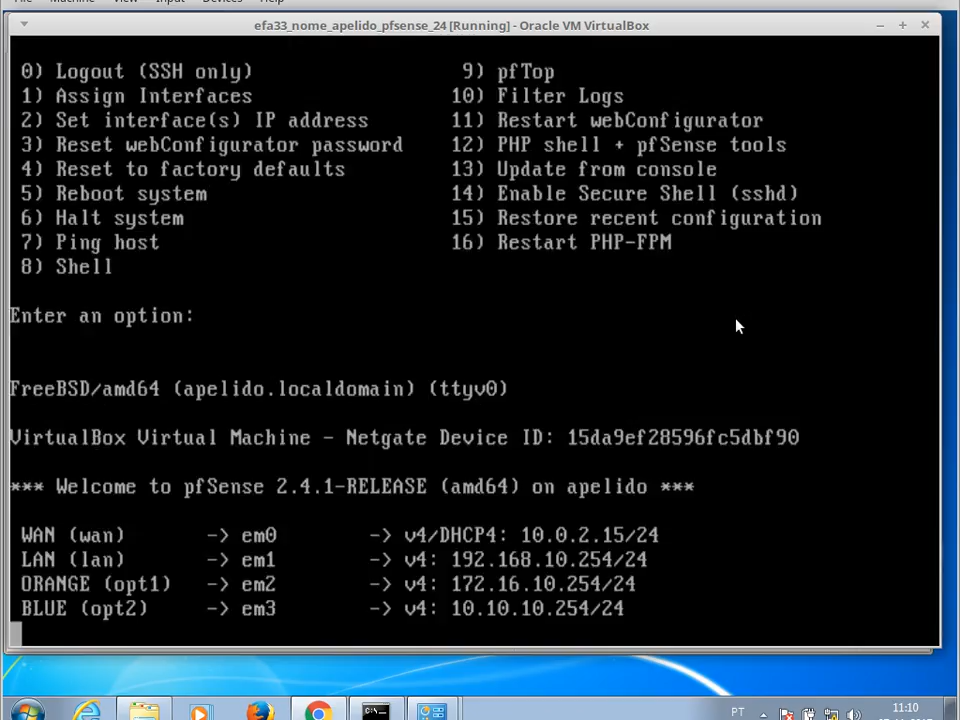 File Machine View Input Devices Help
efa33_nome_apelido_pfsense_24 [Running] - Oracle VM VirtualBox
0) Logout (SSH only) 9) pfTop
1) Assign Interfaces 10) Filter Logs
2) Set interface(s) IP address 11) Restart webConfigurator
3) Reset webConfigurator password 12) PHP shell + pfSense tools
4) Reset to factory defaults 13) Update from console
5) Reboot system 14) Enable Secure Shell (sshd)
6) Halt system 15) Restore recent configuration
7) Ping host 16) Restart PHP-FPM
8) Shell
Enter an option:
FreeBSD/amd64 (apelido.localdomain) (ttyv0)
VirtualBox Virtual Machine - Netgate Device ID: 15da9ef28596fc5dbf90
*** Welcome to pfSense 2.4.1-RELEASE (amd64) on apelido ***
WAN (wan) -> em0 -> v4/DHCP4: 10.0.2.15/24
LAN (lan) -> em1 -> v4: 192.168.10.254/24
ORANGE (opt1) -> em2 -> v4: 172.16.10.254/24
BLUE (opt2) -> em3 -> v4: 10.10.10.254/24
PT
11:10